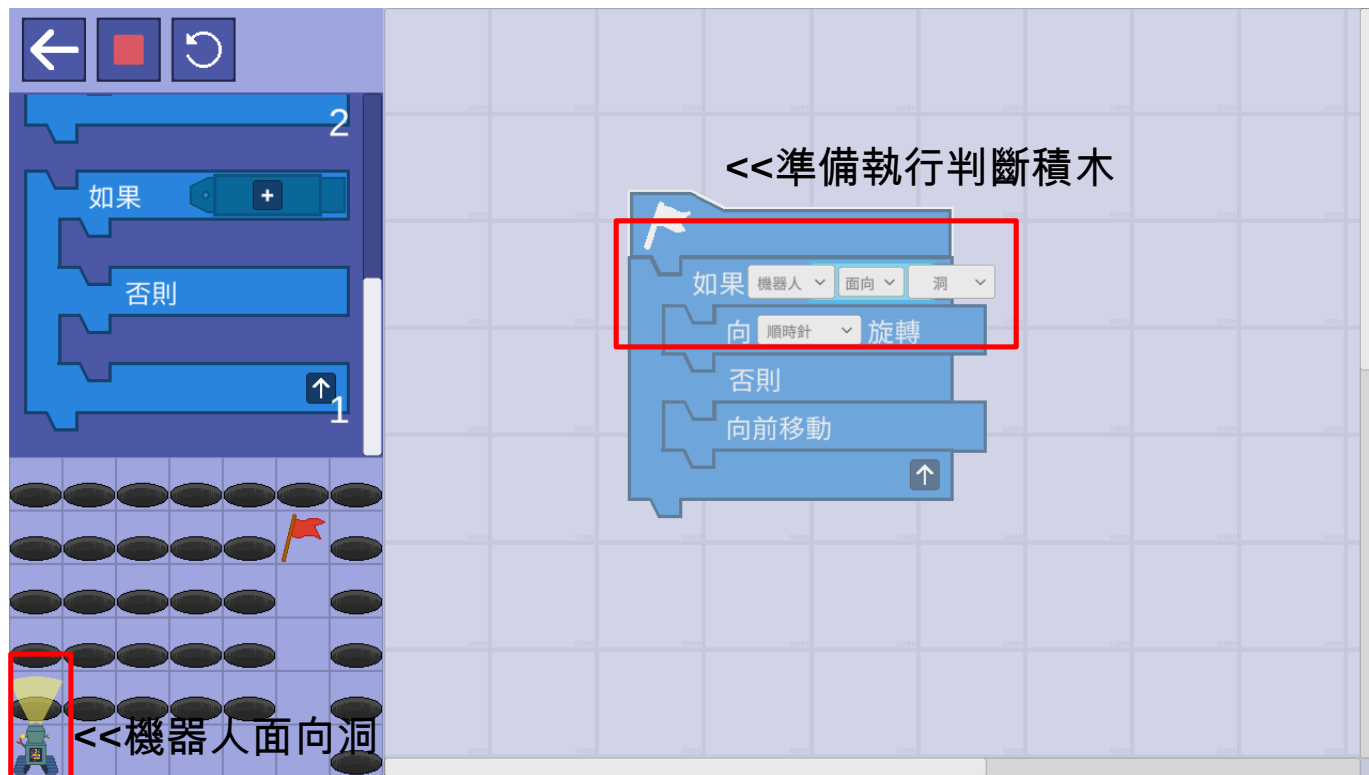 2
如果 +
否則
1
<<準備執行判斷積木
如果 機器人 面向 洞
向 順時針 旋轉
否則
向前移動
<<機器人面向洞